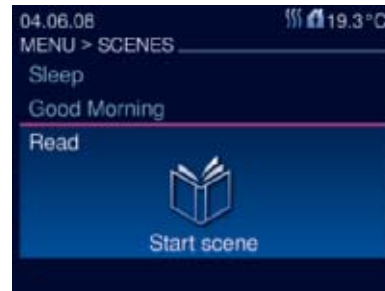 04.06.08 19.3°C
MENU > SCENES
Sleep
Good Morning
Read
Start scene